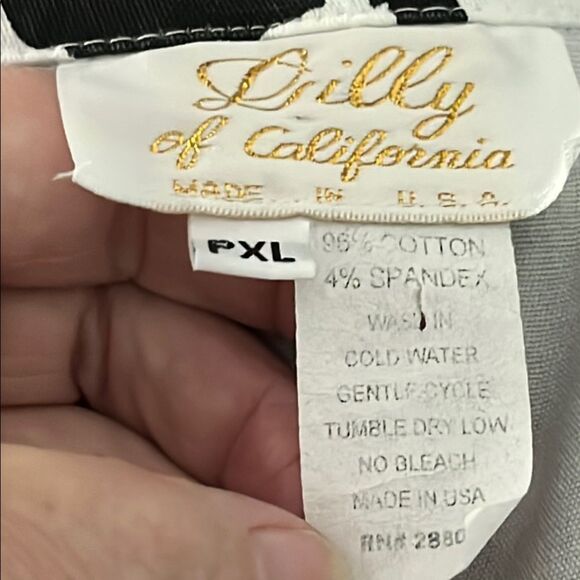 Lilly
of California
MADE IN U.S.A.
PXL
96% COTTON
4% SPANDEX
WASH IN
COLD WATER
GENTLE CYCLE
TUMBLE DRY LOW
NO BLEACH
MADE IN USA
RN# 2880